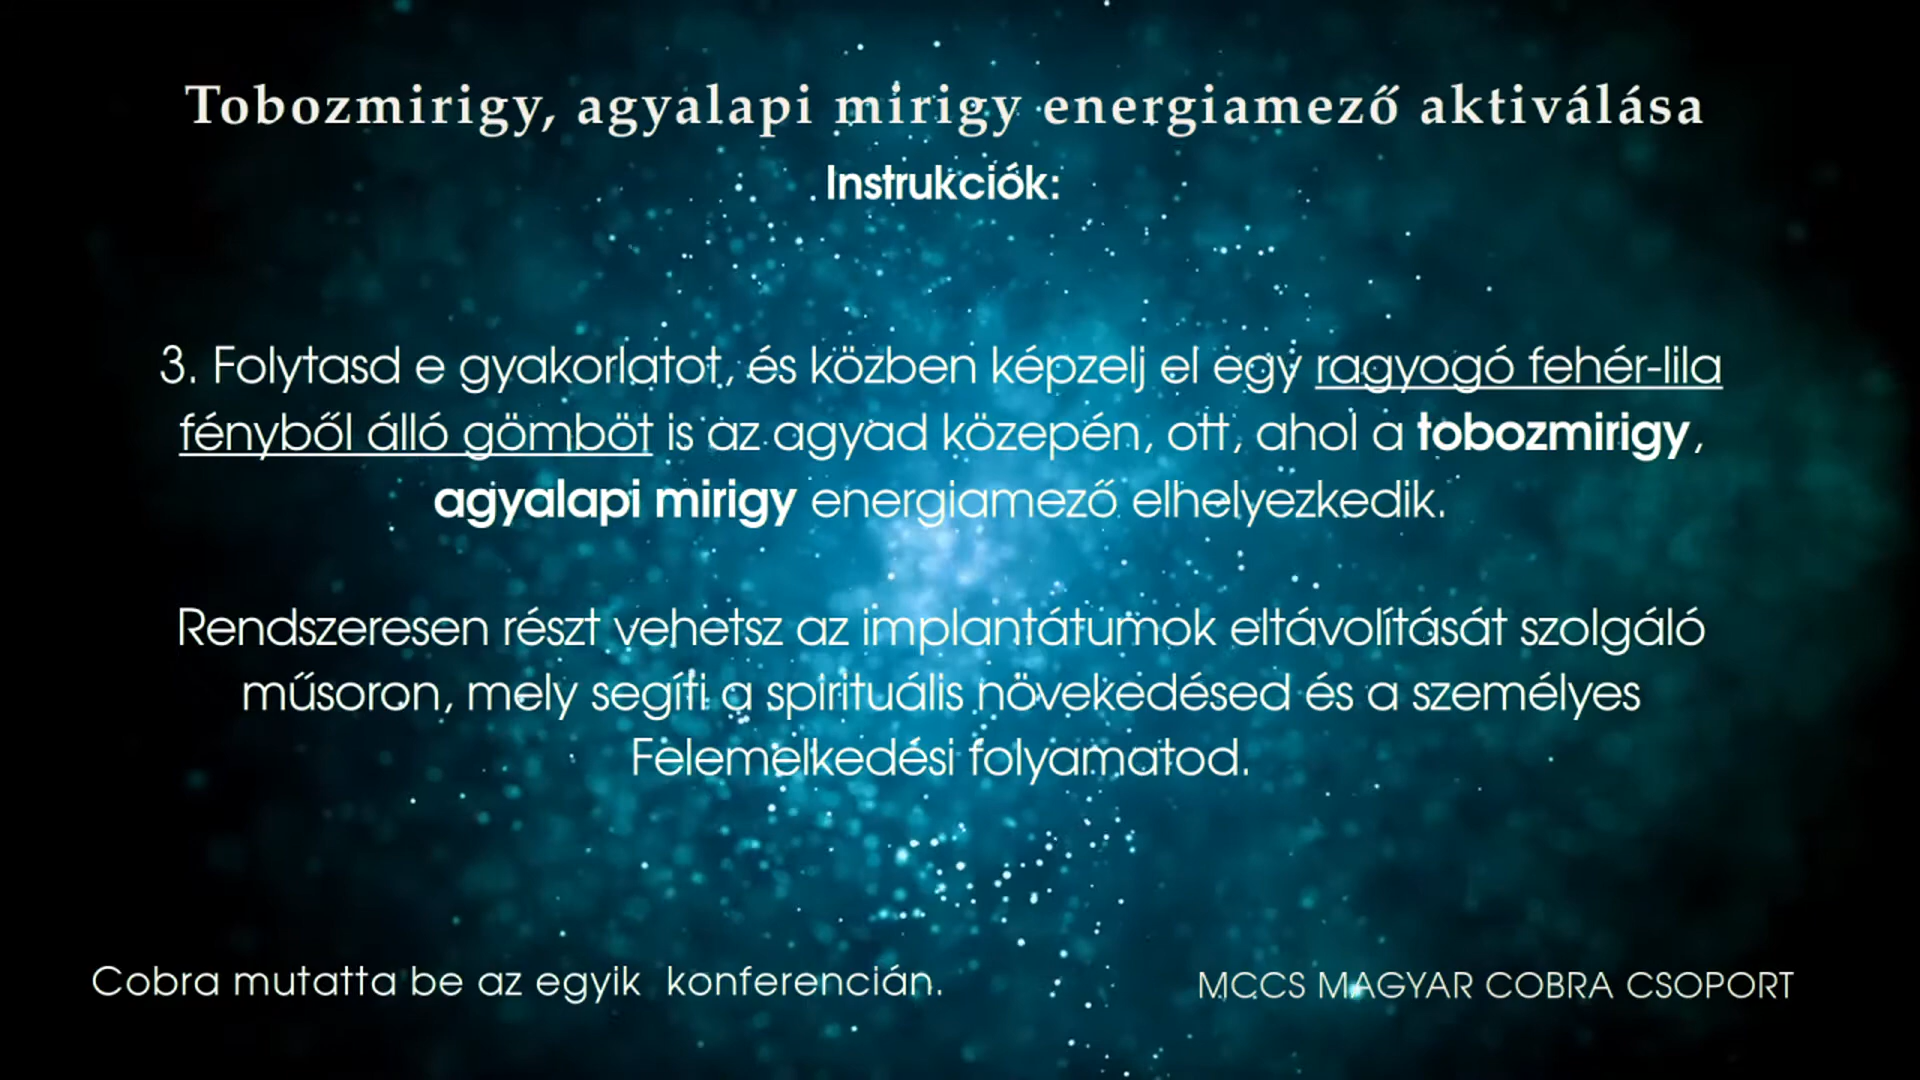 Tobozmirigy, agyalapi mirigy energiamező aktiválása
Instrukciók:
3. Folytasd e gyakorlatot, és közben képzelj el egy ragyogó fehér-lila
fényből álló gömböt is az agyad közepén, ott, ahol a tobozmirigy,
agyalapi mirigy energiamező elhelyezkedik.
Rendszeresen részt vehetsz az implantátumok eltávolítását szolgáló
műsoron, mely segíti a spirituális növekedésed és a személyes
Felemelkedési folyamatod.
Cobra mutatta be az egyik konferencián.
MCCS MAGYAR COBRA CSOPORT